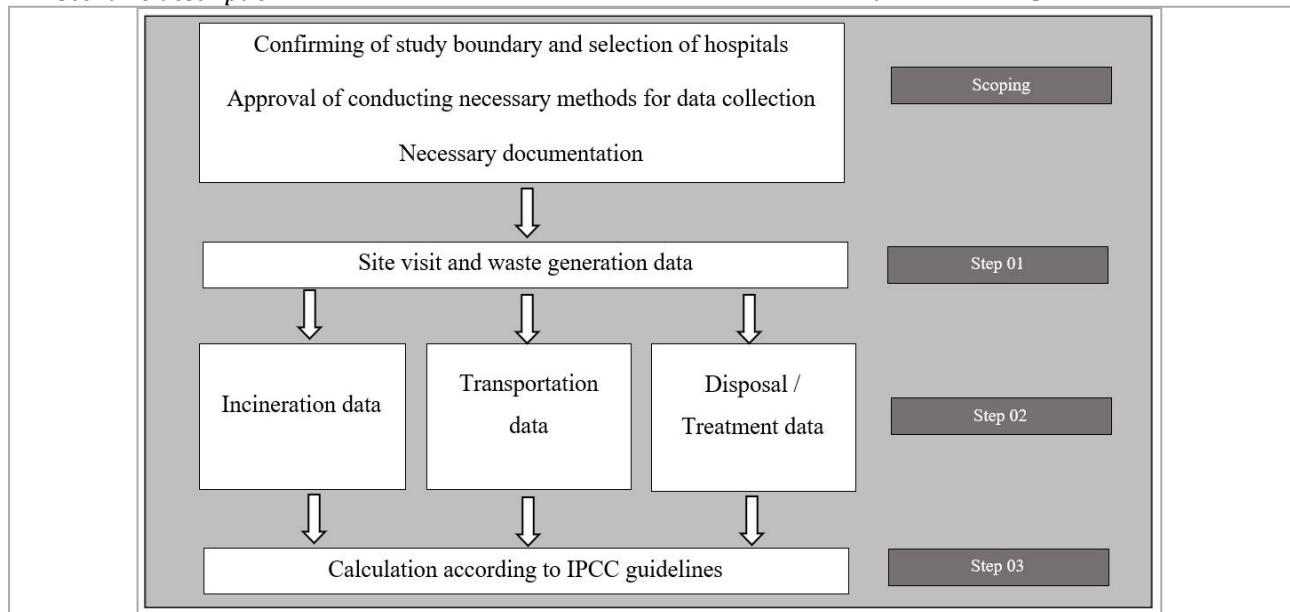 Confirming of study boundary and selection of hospitals
Approval of conducting necessary methods for data collection
Necessary documentation
Scoping
Site visit and waste generation data
Step 01
Incineration data
Transportation
data
Disposal /
Treatment data
Step 02
Calculation according to IPCC guidelines
Step 03